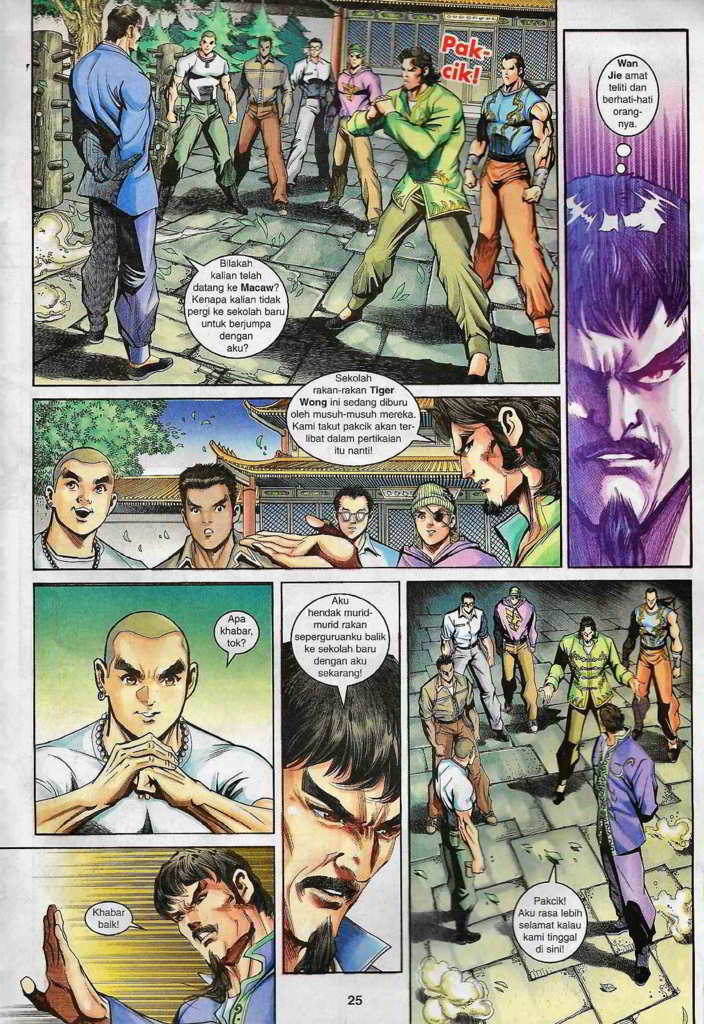 Pak-
cik!
Bilakah
kalian telah
datang ke Macaw?
Kenapa kalian tidak
pergi ke sekolah baru
untuk berjumpa
dengan
aku?
Wan
Jie amat
teliti dan
berhati-hati
orang-
nya.
Sekolah
rakan-rakan Tiger
Wong ini sedang diburu
oleh musuh-musuh mereka.
Kami takut pakcik akan ter-
libat dalam pertikaian
itu nanti!
Apa
khabar,
tok?
Khabar
baik!
Aku
hendak murid-
murid rakan
seperguruanku balik
ke sekolah baru
dengan aku
sekarang!
Pakcik!
Aku rasa lebih
selamat kalau
kami tinggal
di sini!
25